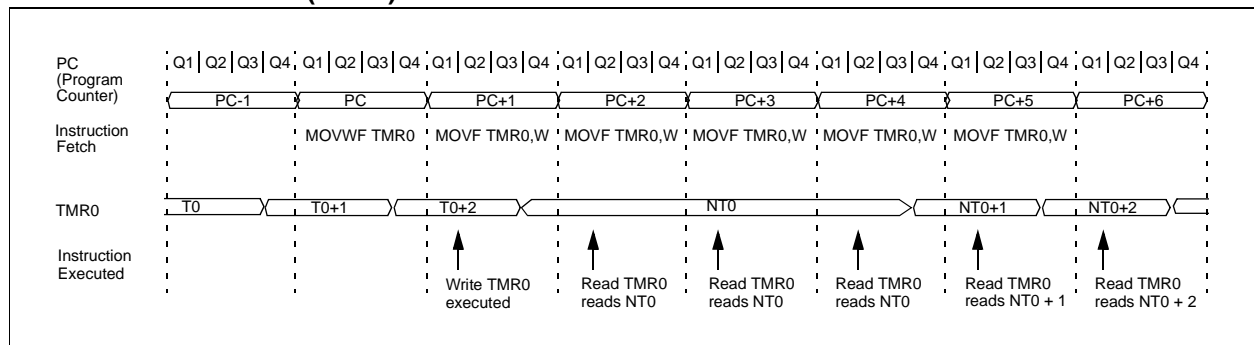 PC (Program Counter)
Q1 Q2 Q3 Q4 Q1 Q2 Q3 Q4 Q1 Q2 Q3 Q4 Q1 Q2 Q3 Q4 Q1 Q2 Q3 Q4 Q1 Q2 Q3 Q4 Q1 Q2 Q3 Q4 Q1 Q2 Q3 Q4
PC-1 PC PC+1 PC+2 PC+3 PC+4 PC+5 PC+6
Instruction Fetch
MOVWF TMR0 MOVF TMR0,W MOVF TMR0,W MOVF TMR0,W MOVF TMR0,W MOVF TMR0,W
TMR0 T0 T0+1 T0+2 NT0 NT0+1 NT0+2
Instruction Executed
Write TMR0 executed
Read TMR0 reads NT0
Read TMR0 reads NT0
Read TMR0 reads NT0
Read TMR0 reads NT0 + 1
Read TMR0 reads NT0 + 2